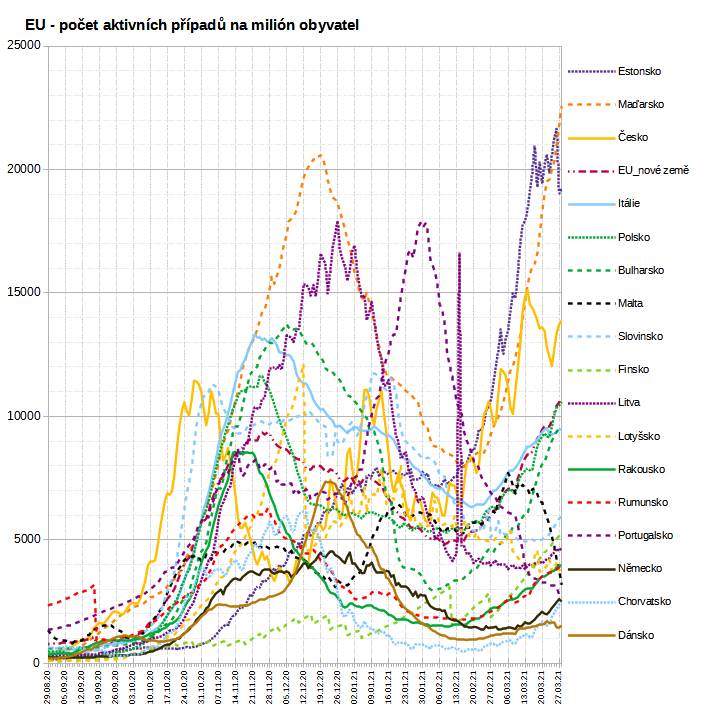 EU - počet aktivních případů na milión obyvatel
25000
20000
15000
10000
5000
0
Estonsko
Maďarsko
Česko
EU_nové země
Itálie
Polsko
Bulharsko
Malta
Slovinsko
Finsko
Litva
Lotyšsko
Rakousko
Rumunsko
Portugalsko
Německo
Chorvatsko
Dánsko
29.08.20
05.09.20
12.09.20
19.09.20
26.09.20
03.10.20
10.10.20
17.10.20
24.10.20
31.10.20
07.11.20
14.11.20
21.11.20
28.11.20
05.12.20
12.12.20
19.12.20
26.12.20
02.01.21
09.01.21
16.01.21
23.01.21
30.01.21
06.02.21
13.02.21
20.02.21
27.02.21
06.03.21
13.03.21
20.03.21
27.03.21